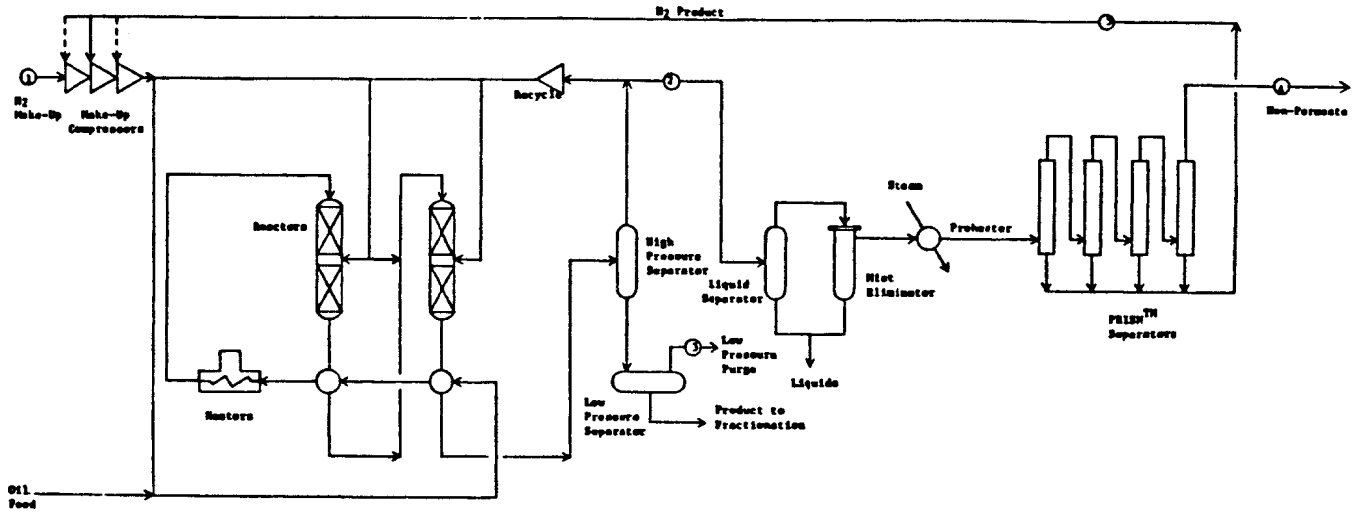 H2 Product
5
1
2
4
H2
Make-Up
Make-Up
Compressors
Recycle
Non-Permeate
Steam
Reactors
Preheater
High
Pressure
Separator
Liquid
Separator
Mist
Eliminator
PRISM™
Separators
3
Low
Pressure
Purge
Liquids
Heaters
Low
Pressure
Separator
Product to
Fractionation
Oil
Feed